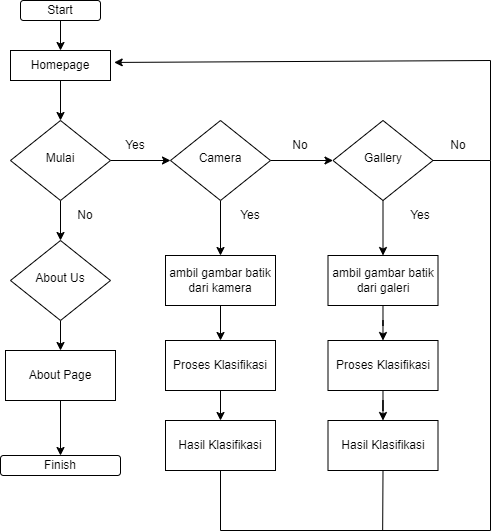 Start
Homepage
Mulai
Yes
Camera
No
Gallery
No
No
Yes
Yes
About Us
ambil gambar batik
dari kamera
ambil gambar batik
dari galeri
About Page
Proses Klasifikasi
Proses Klasifikasi
Hasil Klasifikasi
Hasil Klasifikasi
Finish